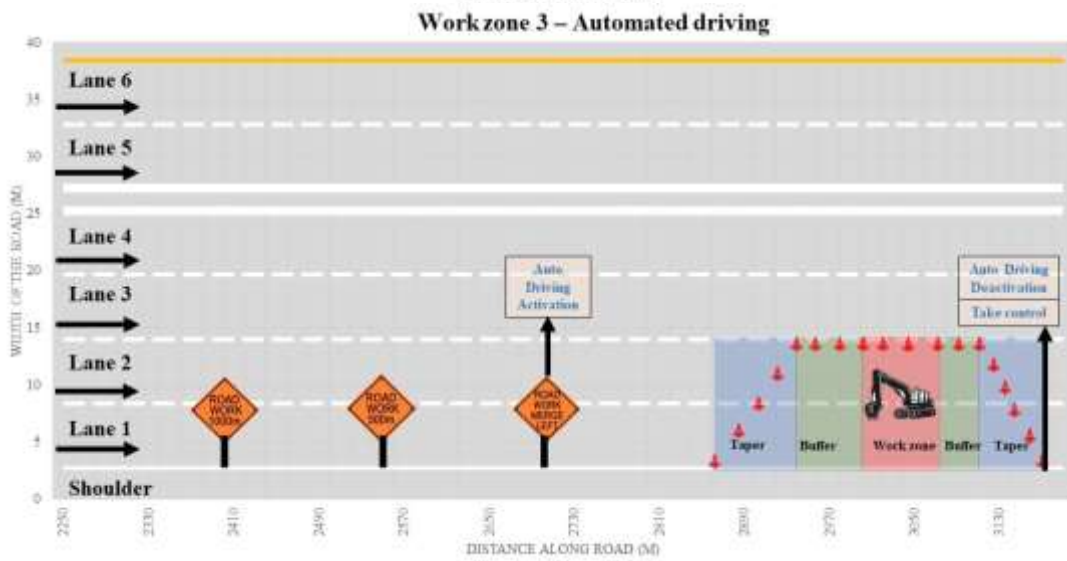 Work zone 3 – Automated driving
WIDTH OF THE ROAD (M)
40
35
30
25
20
15
10
5
0
Lane 6
Lane 5
Lane 4
Lane 3
Lane 2
Lane 1
Shoulder
ROAD
WORK
1000m
ROAD
WORK
500m
ROAD
WORK
MERGE
LEFT
Auto
Driving
Activation
Auto Driving
Deactivation
Take control
Taper
Buffer
Work zone
Buffer
Taper
2250
2330
2410
2490
2570
2650
2730
2810
2890
2970
3050
3130
DISTANCE ALONG ROAD (M)